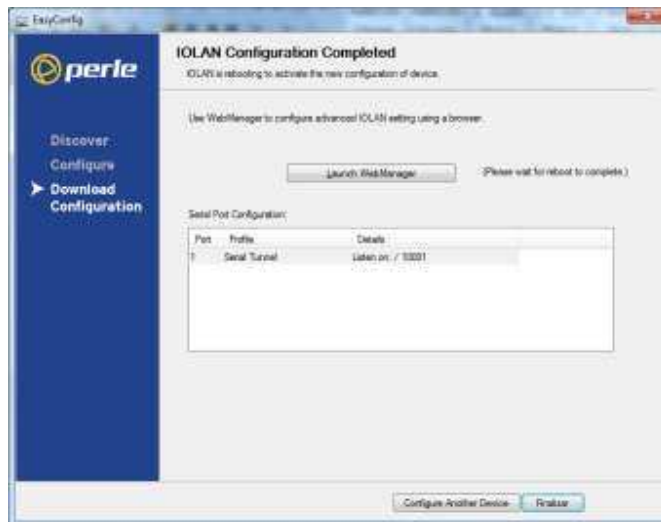 EasyConfig
perle
IOLAN Configuration Completed
IOLAN is rebooting to activate the new configuration of device.
Use WebManager to configure advanced IOLAN setting using a browser.
Discover
Configure
Download
Configuration
Launch WebManager
(Please wait for reboot to complete.)
Serial Port Configuration:
Port Profile Details
1 Serial Tunnel Listen on: / 10001
Configure Another Device
Finalizar